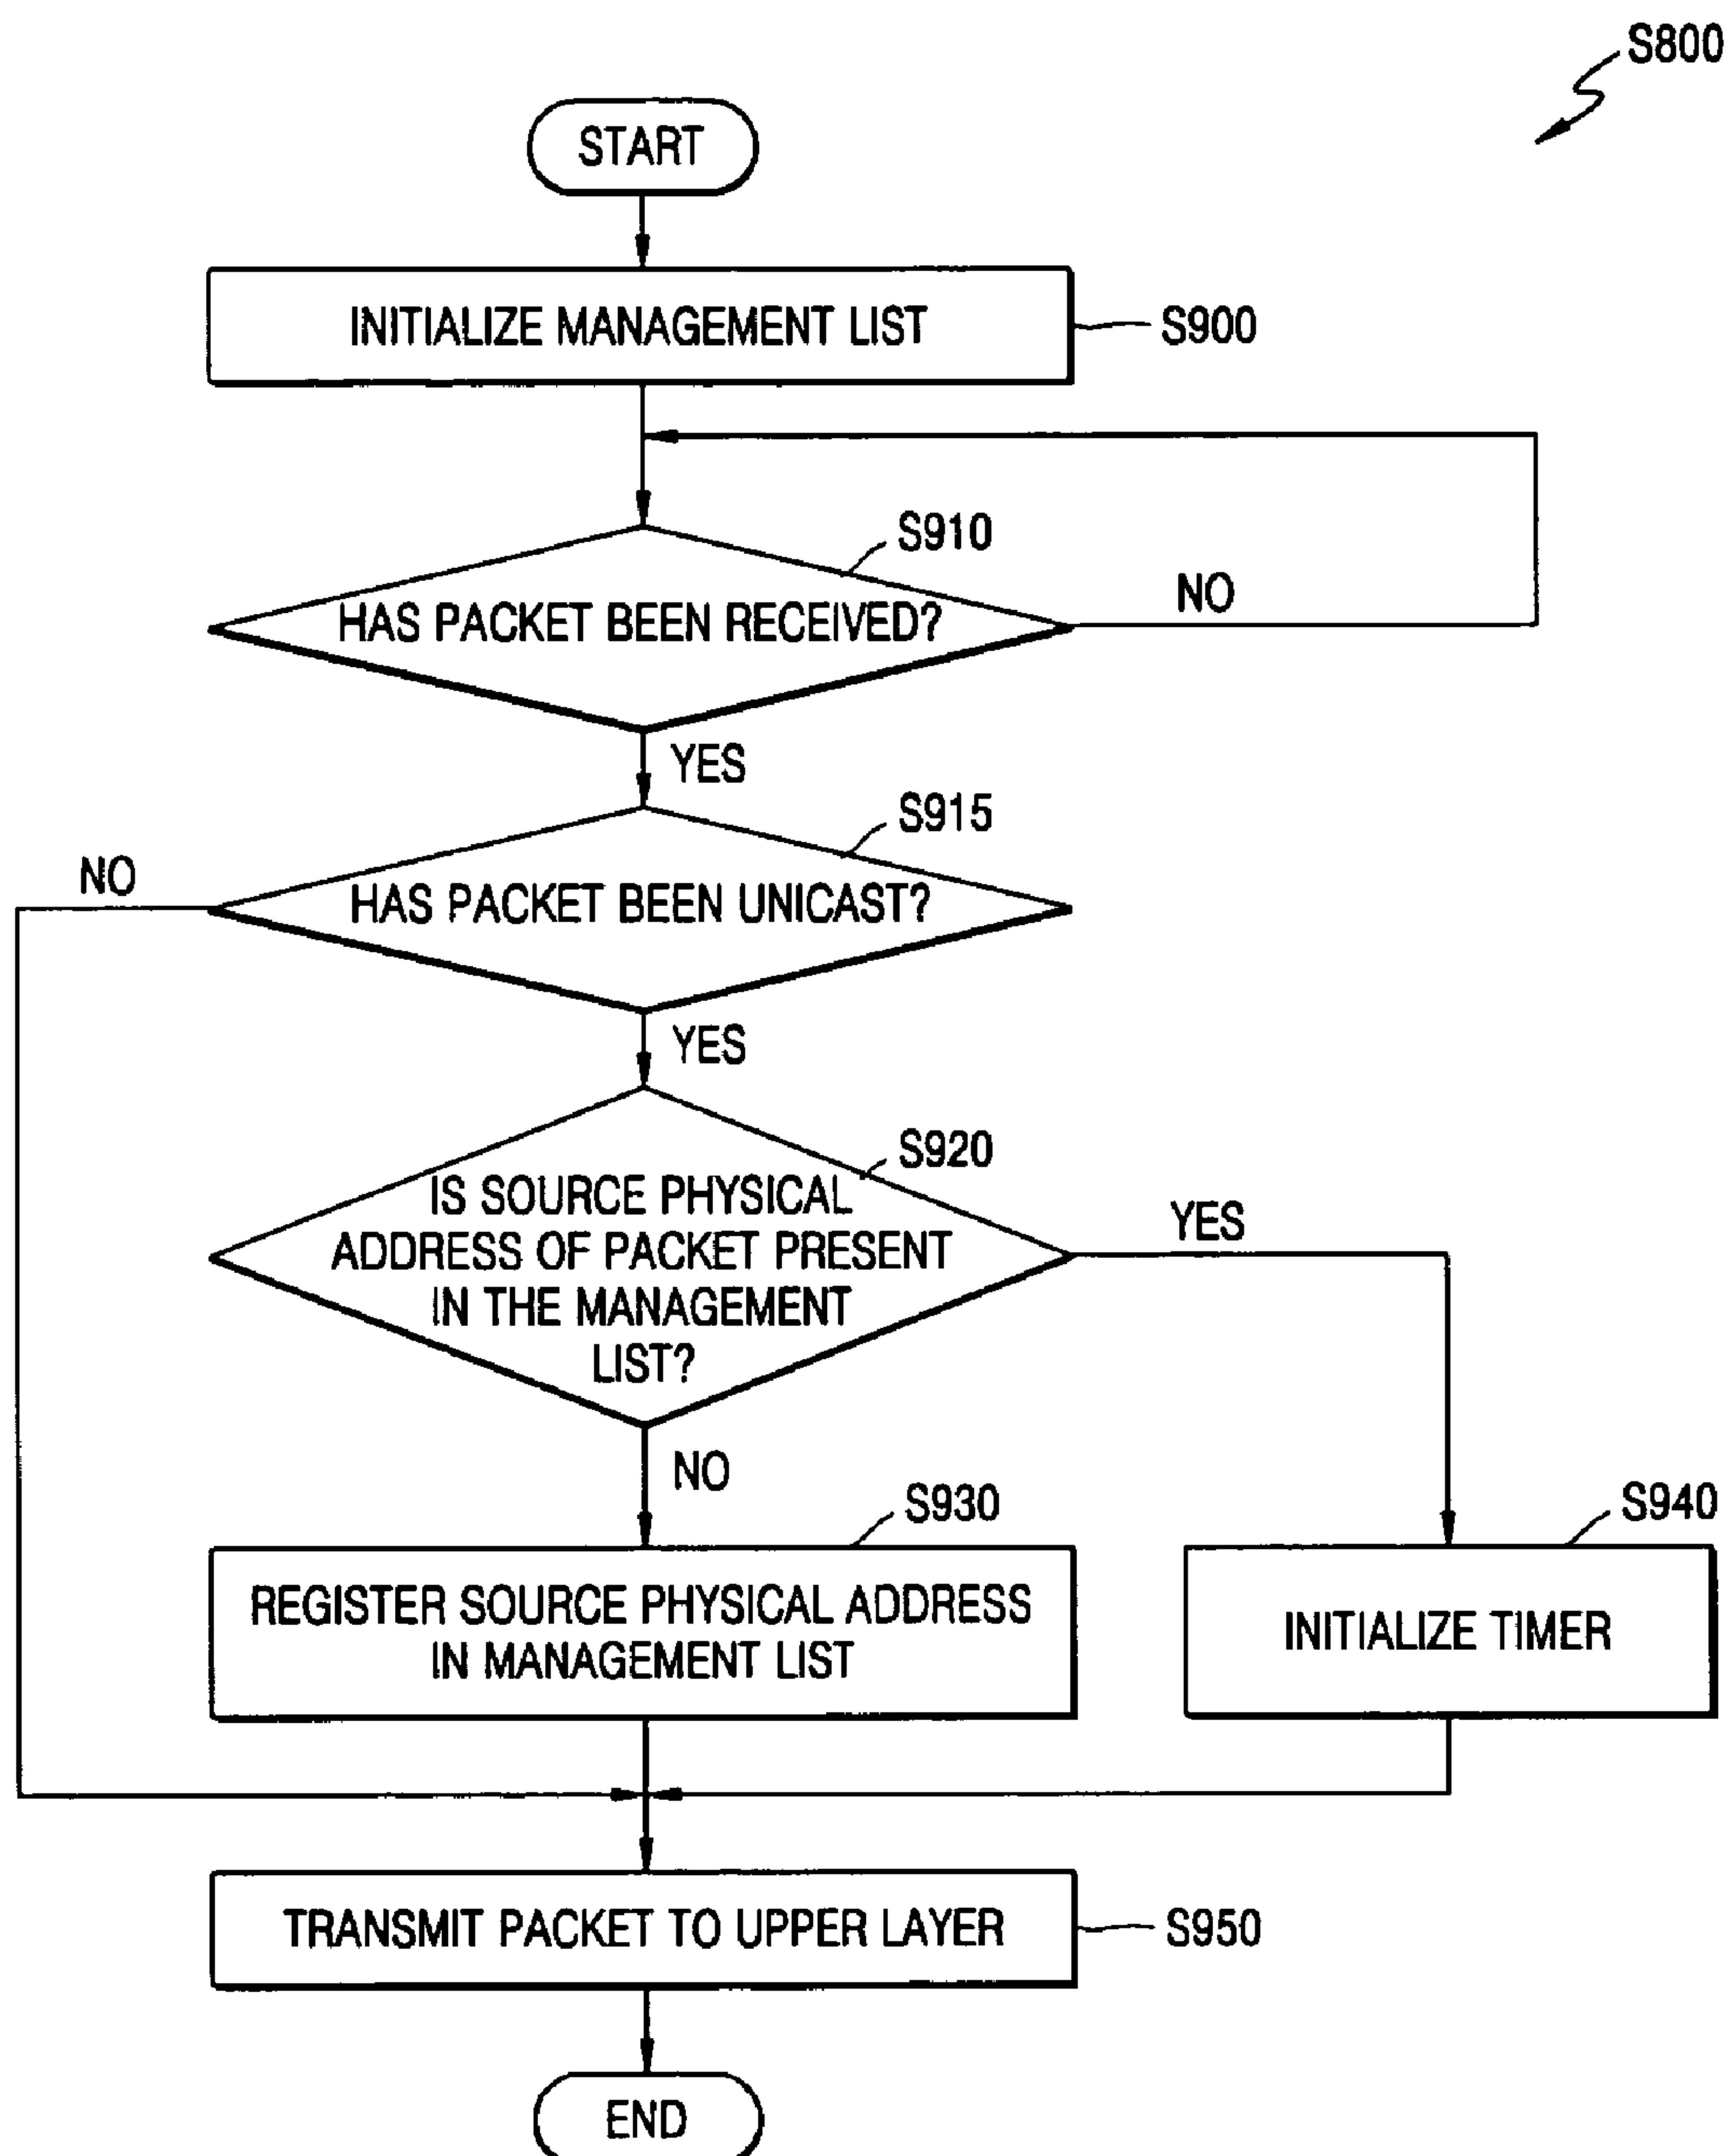 S800
START
INITIALIZE MANAGEMENT LIST
S900
S910
HAS PACKET BEEN RECEIVED?
NO
YES
S915
NO
HAS PACKET BEEN UNICAST?
YES
S920
IS SOURCE PHYSICAL
ADDRESS OF PACKET PRESENT
IN THE MANAGEMENT
LIST?
YES
NO
S930
S940
REGISTER SOURCE PHYSICAL ADDRESS
IN MANAGEMENT LIST
INITIALIZE TIMER
TRANSMIT PACKET TO UPPER LAYER
S950
END